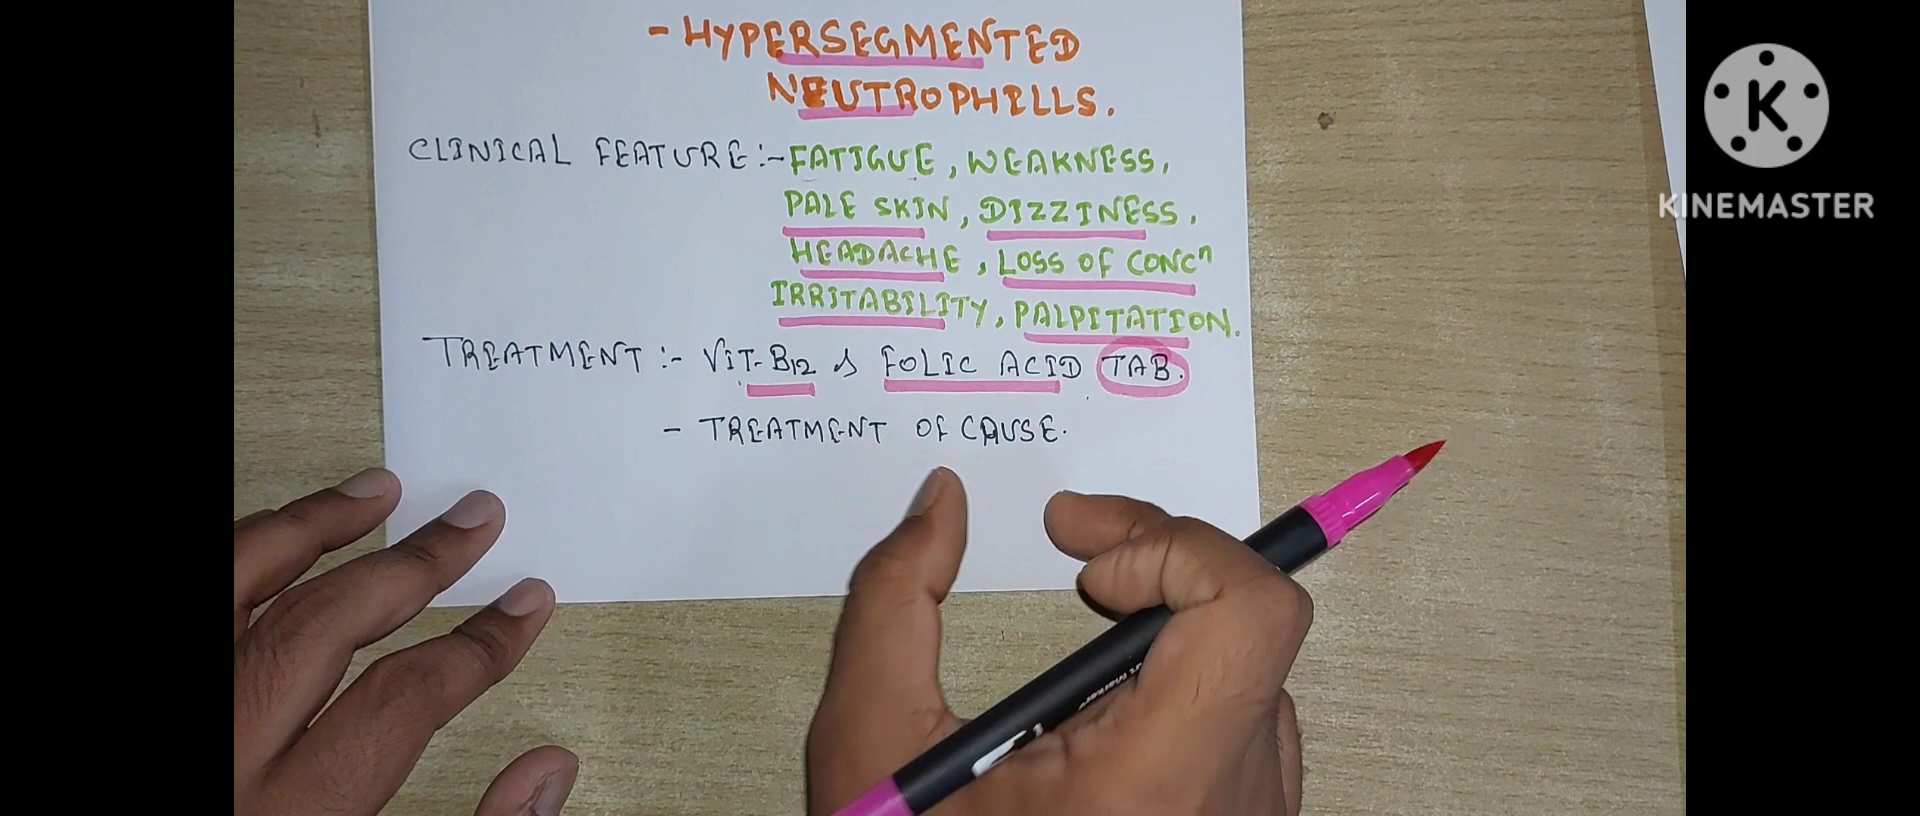 - HYPERSEGMENTED
NEUTROPHILLS.
CLINICAL FEATURE :- FATIGUE, WEAKNESS,
PALE SKIN, DIZZINESS,
HEADACHE, LOSS OF CONCⁿ
IRRITABILITY, PALPITATION.
TREATMENT :- VIT-B12 & FOLIC ACID TAB.
- TREATMENT OF CAUSE.
K
KINEMASTER